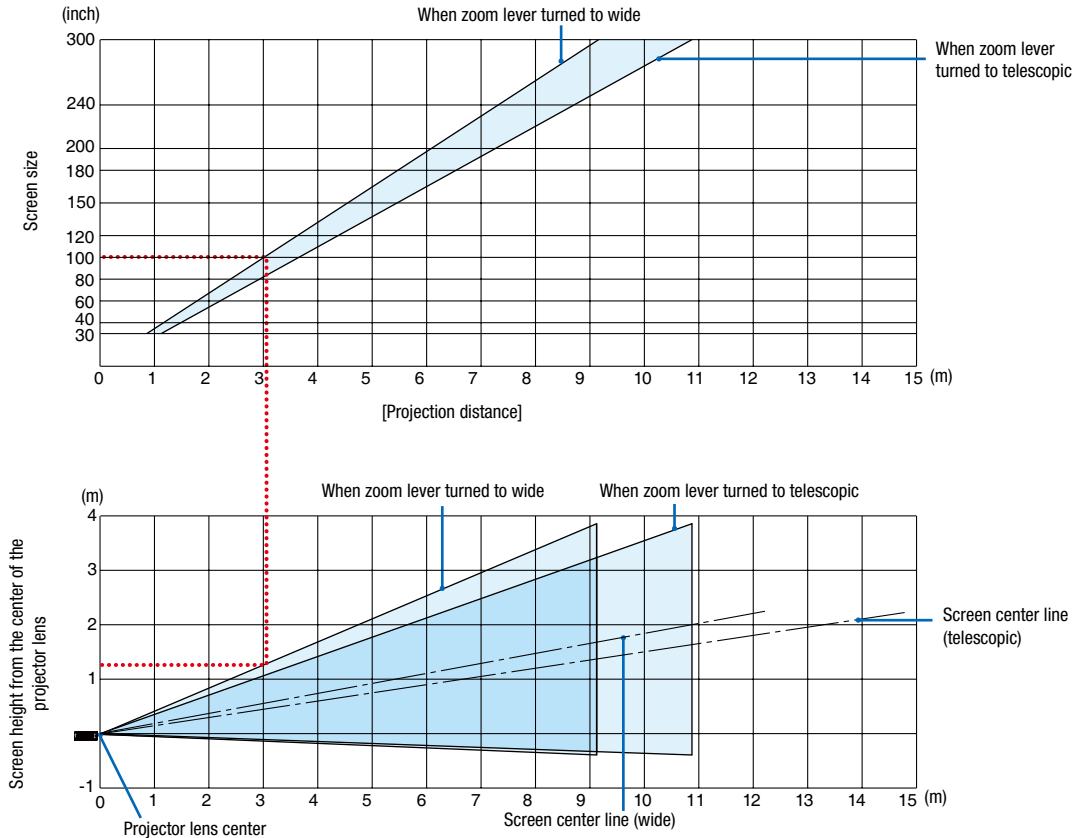 (inch)
When zoom lever turned to wide
When zoom lever
turned to telescopic
300
240
200
180
150
120
100
80
60
40
30
Screen size
0 1 2 3 4 5 6 7 8 9 10 11 12 13 14 15 (m)
[Projection distance]
(m)
When zoom lever turned to wide
When zoom lever turned to telescopic
4
3
2
1
0
-1
Screen height from the center of the
projector lens
Screen center line
(telescopic)
0 1 2 3 4 5 6 7 8 9 10 11 12 13 14 15 (m)
Screen center line (wide)
Projector lens center